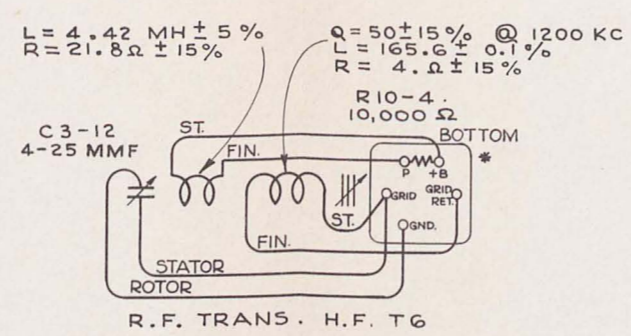 L = 4.42 MH ± 5 %
R = 21.8 Ω ± 15%
Q = 50 ± 15% @ 1200 KC
L = 165.6 ± 0.1%
R = 4. Ω ± 15%
R10-4.
10,000 Ω
C3-12
4-25 MMF
ST.
FIN.
BOTTOM
*
P +B
GRID
GRID RET.
ST.
GND.
FIN.
STATOR
ROTOR
R.F. TRANS. H.F. T6